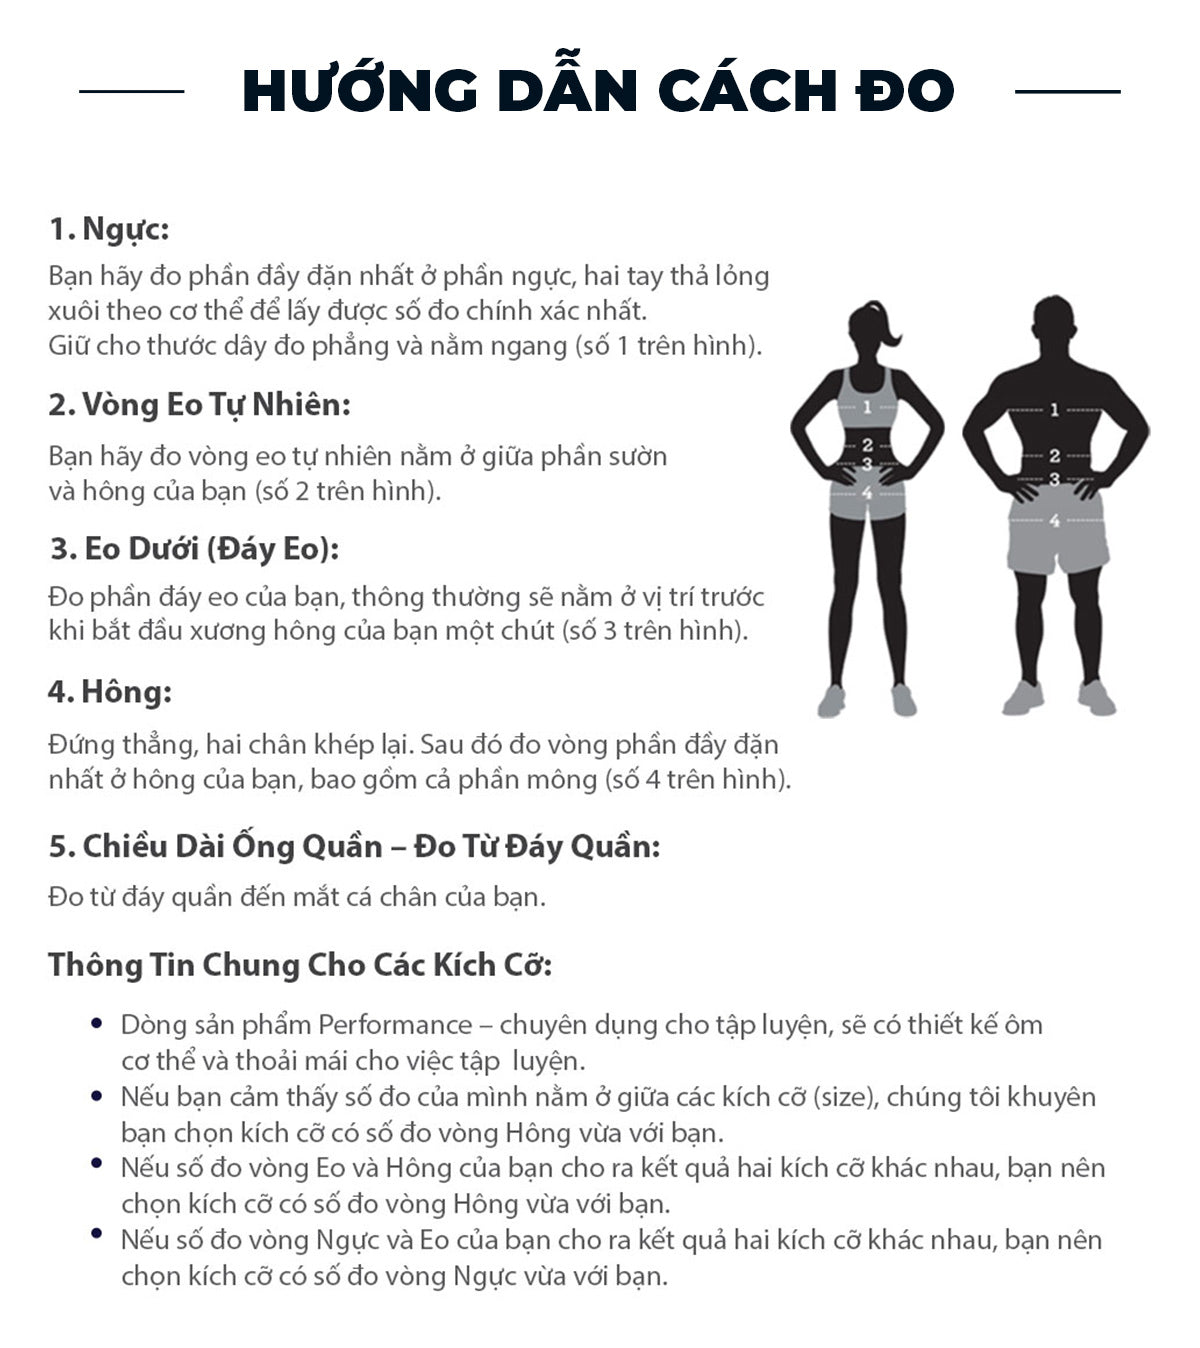 HƯỚNG DẪN CÁCH ĐO
1. Ngực:
Bạn hãy đo phần đầy đặn nhất ở phần ngực, hai tay thả lỏng
xuôi theo cơ thể để lấy được số đo chính xác nhất.
Giữ cho thước dây đo phẳng và nằm ngang (số 1 trên hình).
2. Vòng Eo Tự Nhiên:
Bạn hãy đo vòng eo tự nhiên nằm ở giữa phần sườn
và hông của bạn (số 2 trên hình).
3. Eo Dưới (Đáy Eo):
Đo phần đáy eo của bạn, thông thường sẽ nằm ở vị trí trước
khi bắt đầu xương hông của bạn một chút (số 3 trên hình).
4. Hông:
Đứng thẳng, hai chân khép lại. Sau đó đo vòng phần đầy đặn
nhất ở hông của bạn, bao gồm cả phần mông (số 4 trên hình).
1
2
3
4
1
2
3
4
5. Chiều Dài Ống Quần – Đo Từ Đáy Quần:
Đo từ đáy quần đến mắt cá chân của bạn.
Thông Tin Chung Cho Các Kích Cỡ:
• Dòng sản phẩm Performance – chuyên dụng cho tập luyện, sẽ có thiết kế ôm
cơ thể và thoải mái cho việc tập luyện.
• Nếu bạn cảm thấy số đo của mình nằm ở giữa các kích cỡ (size), chúng tôi khuyên
bạn chọn kích cỡ có số đo vòng Hông vừa với bạn.
• Nếu số đo vòng Eo và Hông của bạn cho ra kết quả hai kích cỡ khác nhau, bạn nên
chọn kích cỡ có số đo vòng Hông vừa với bạn.
• Nếu số đo vòng Ngực và Eo của bạn cho ra kết quả hai kích cỡ khác nhau, bạn nên
chọn kích cỡ có số đo vòng Ngực vừa với bạn.